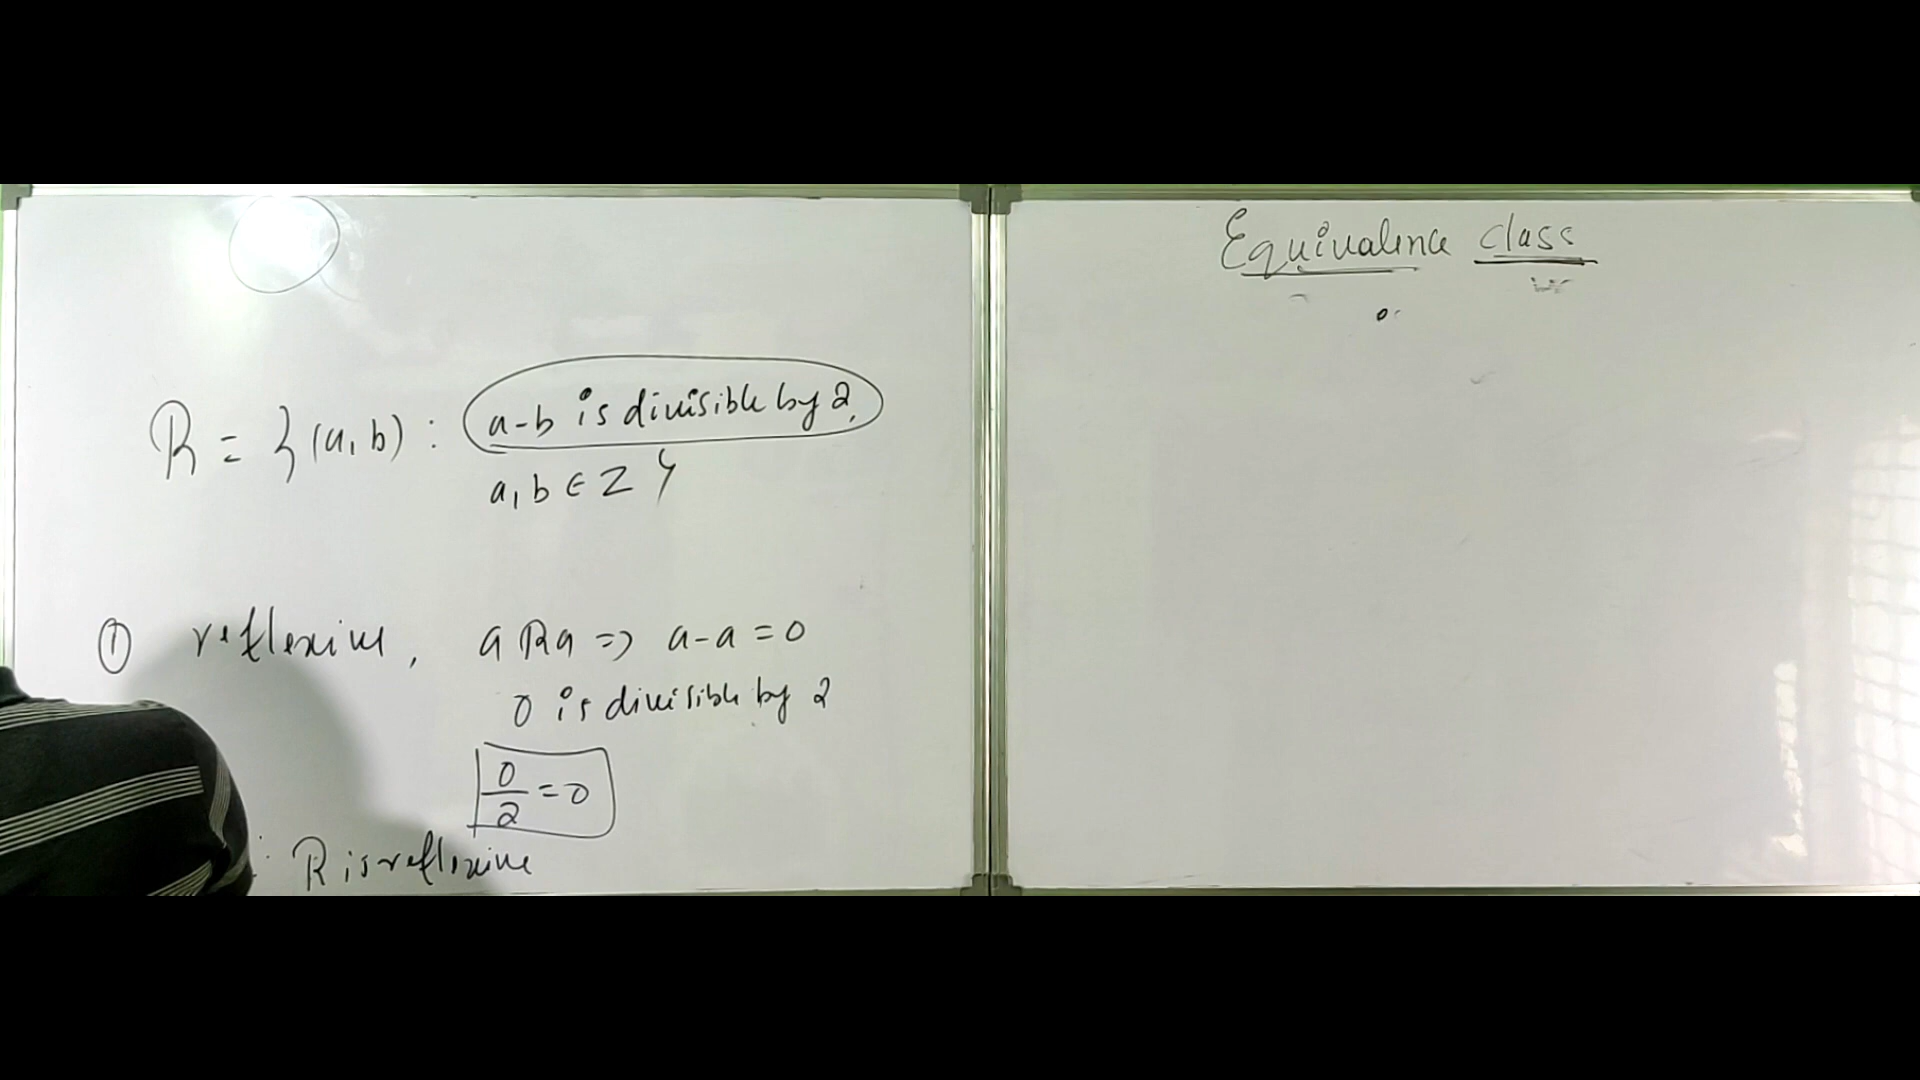 R = { (a, b) : a-b is divisible by 2,
a, b ∈ Z }
① reflexive, a R a => a - a = 0
0 is divisible by 2
0/2 = 0
∴ R is reflexive
Equivalence class